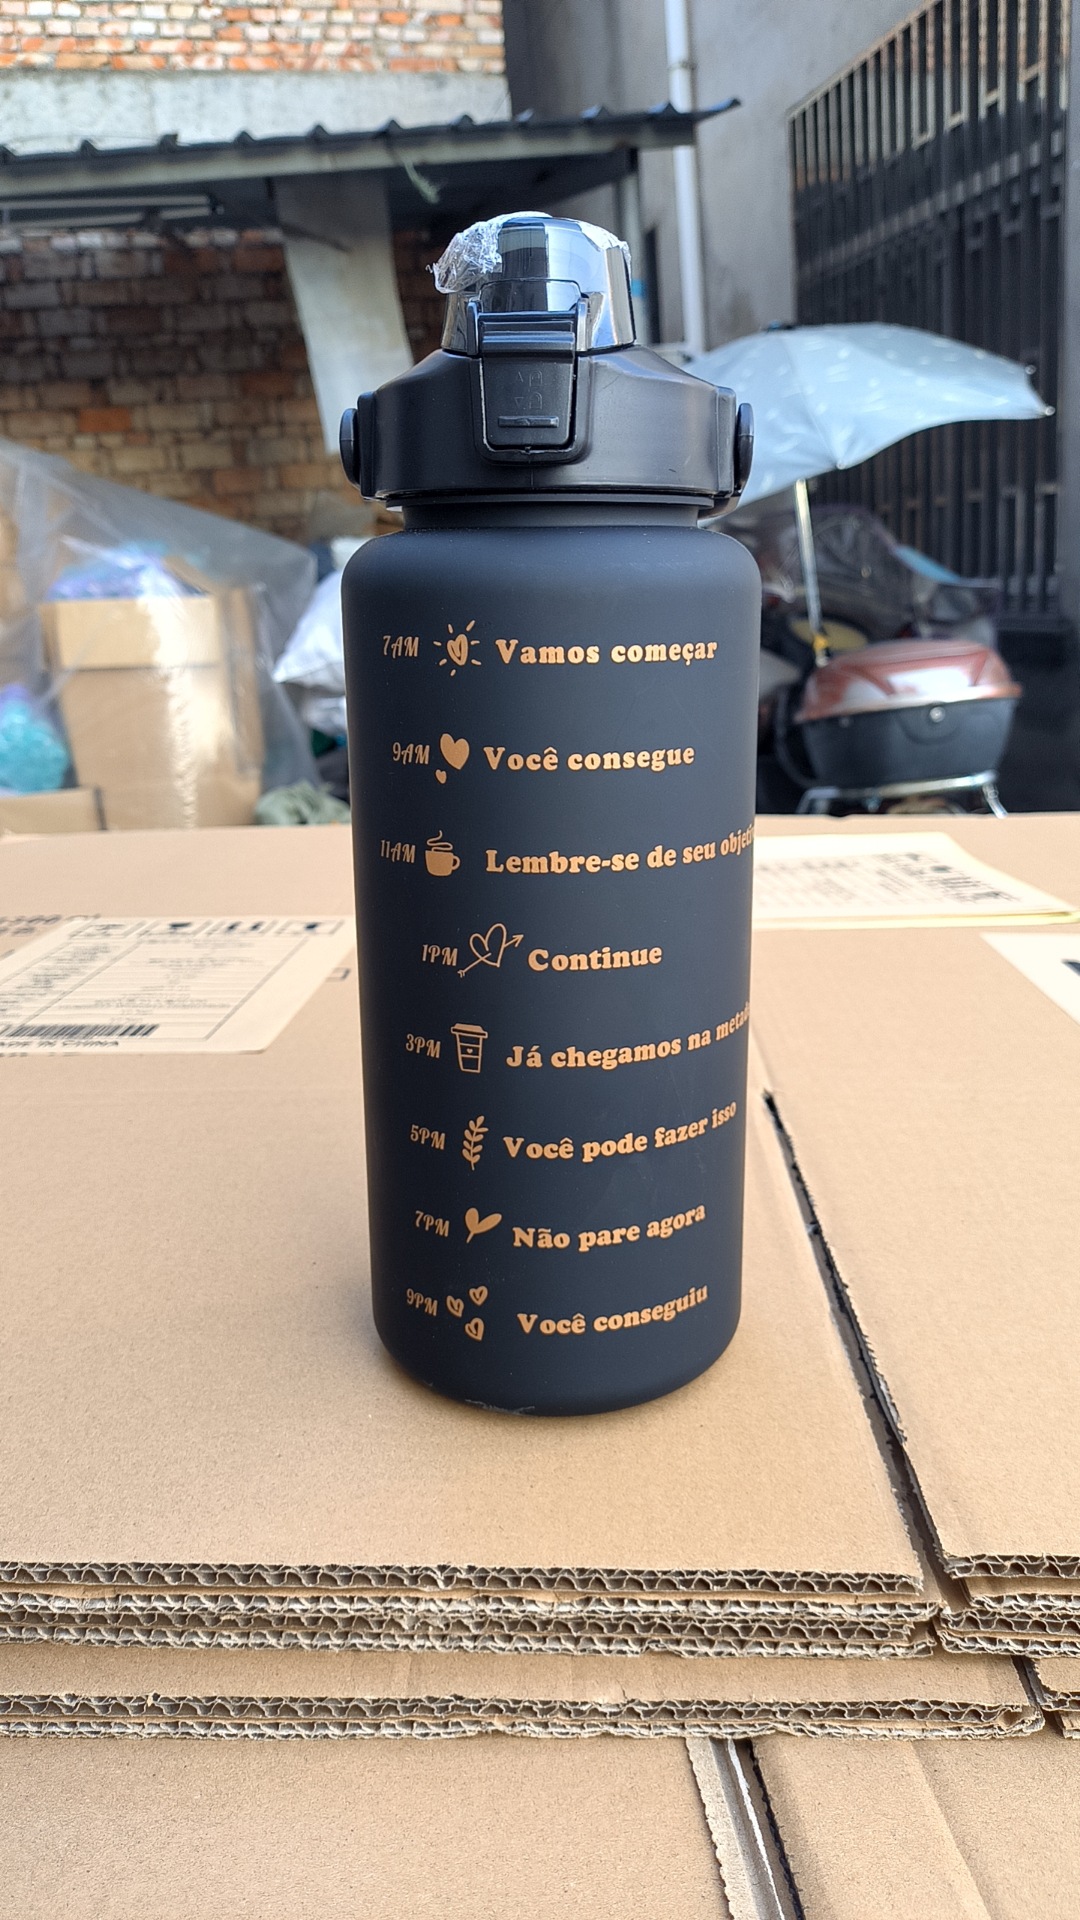 7AM Vamos começar
9AM Você consegue
11AM Lembre-se de seu
1PM Continue
3PM Já chegamos na
5PM Você pode fazer isso
7PM Não pare agora
9PM Você conseguiu
MADE IN CHINA